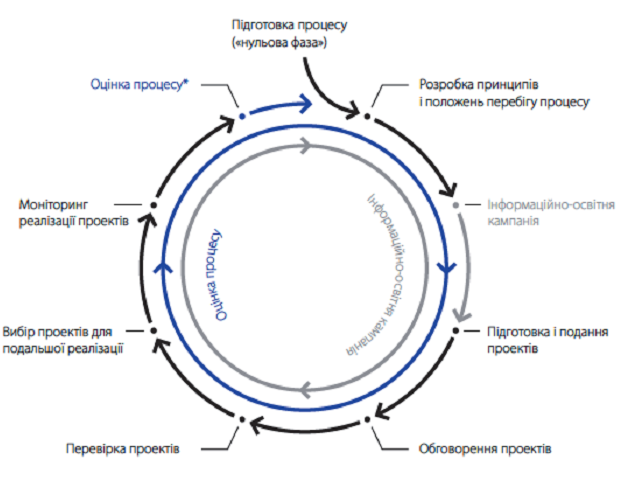 Підготовка процесу
(«нульова фаза»)
Оцінка процесу*
Розробка принципів
і положень перебігу процесу
Моніторинг
реалізації проектів
Інформаційно-освітня
кампанія
Інформаційно-освітня кампанія
Оцінка процесу
Вибір проектів для
подальшої реалізації
Підготовка і подання
проектів
Перевірка проектів
Обговорення проектів